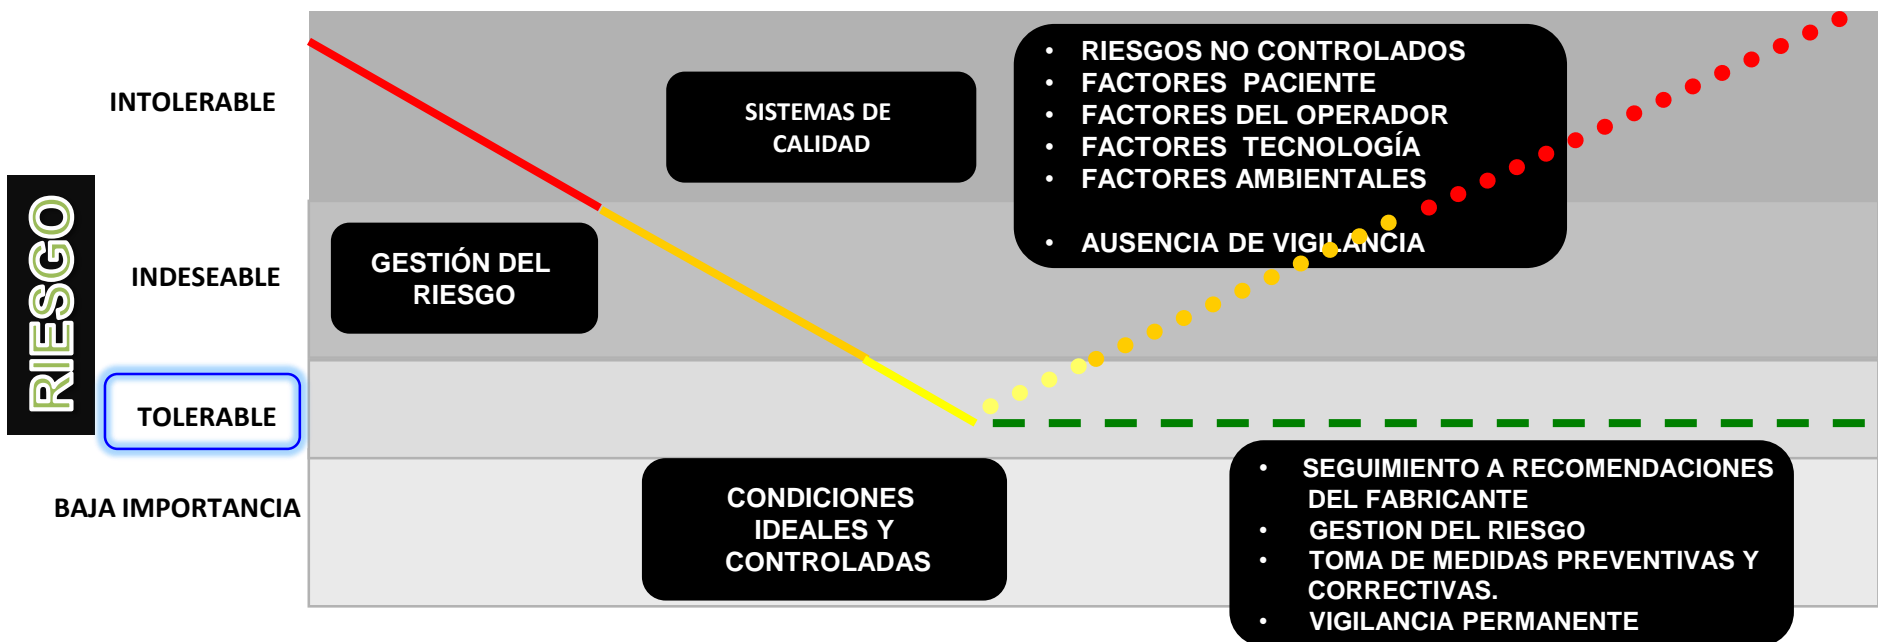 RIESGO
INTOLERABLE
INDESEABLE
TOLERABLE
BAJA IMPORTANCIA
GESTIÓN DEL
RIESGO
SISTEMAS DE
CALIDAD
• RIESGOS NO CONTROLADOS
• FACTORES PACIENTE
• FACTORES DEL OPERADOR
• FACTORES TECNOLOGÍA
• FACTORES AMBIENTALES
• AUSENCIA DE VIGILANCIA
CONDICIONES
IDEALES Y
CONTROLADAS
• SEGUIMIENTO A RECOMENDACIONES
DEL FABRICANTE
• GESTION DEL RIESGO
• TOMA DE MEDIDAS PREVENTIVAS Y
CORRECTIVAS.
• VIGILANCIA PERMANENTE